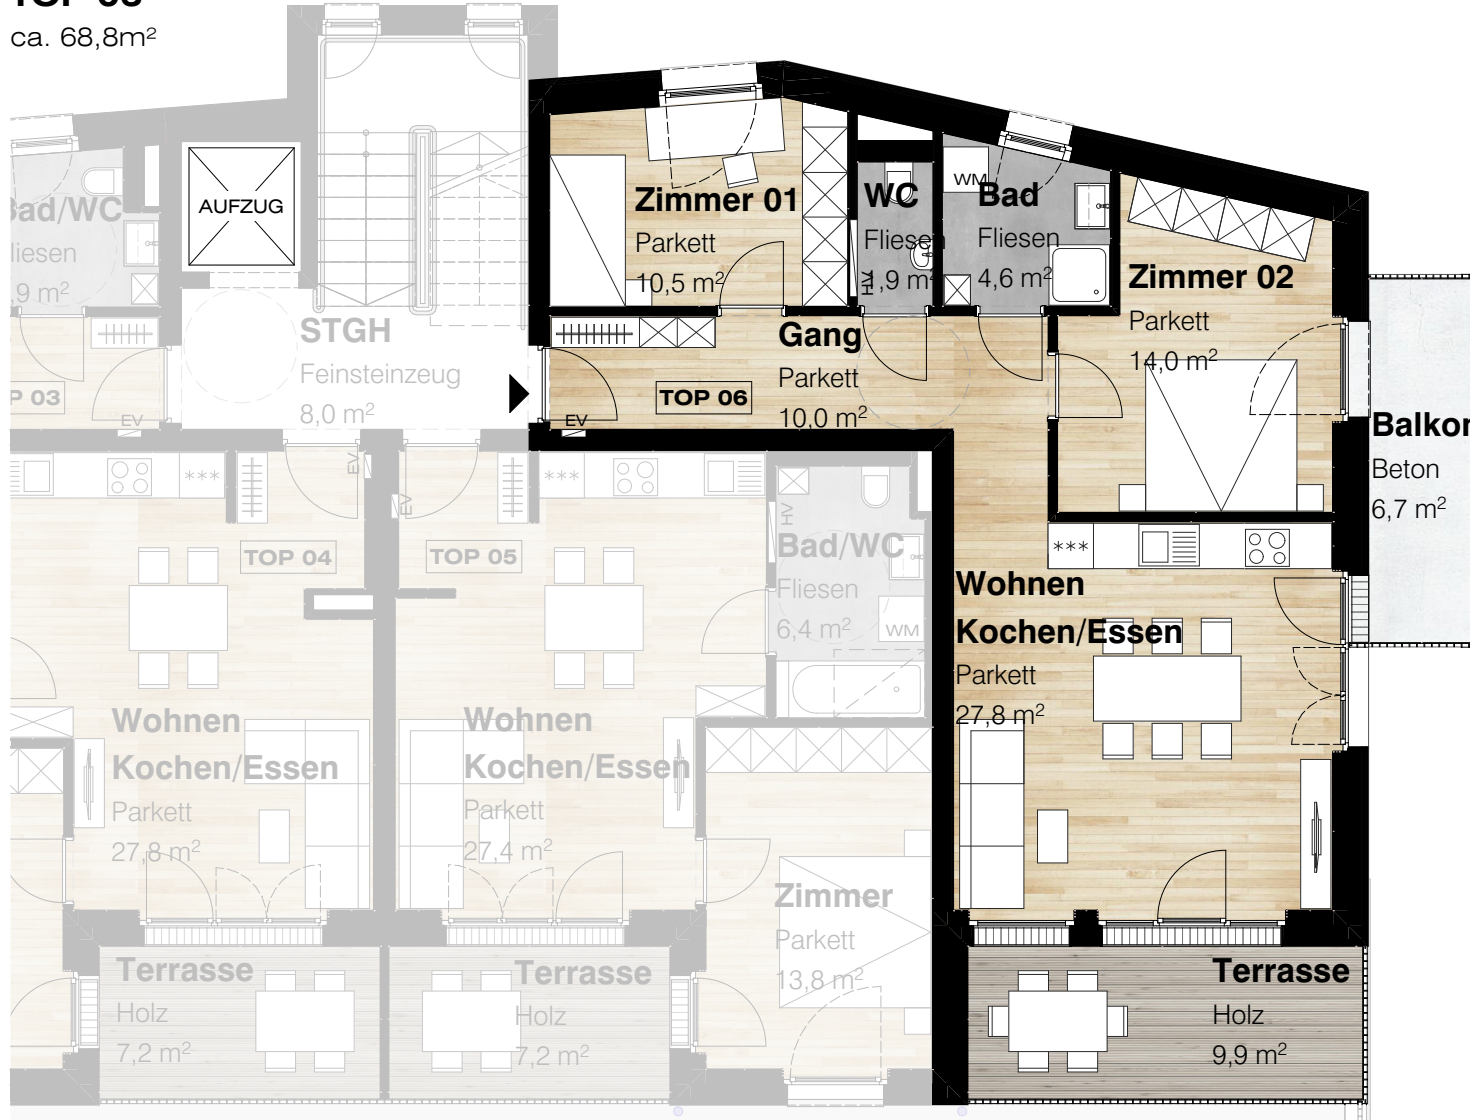 ca. 68,8m²
AUFZUG
Bad/WC
Fliesen
,9 m²
STGH
Feinsteinzeug
8,0 m²
Zimmer 01
Parkett
10,5 m²
WC
Fliesen
1,9 m²
HV
WM
Bad
Fliesen
4,6 m²
Zimmer 02
Parkett
14,0 m²
Gang
Parkett
10,0 m²
TOP 06
EV
P 03
EV
Balkon
Beton
6,7 m²
***
EV
TOP 04
EV
TOP 05
***
HV
Bad/WC
Fliesen
6,4 m²
WM
***
Wohnen
Kochen/Essen
Parkett
27,8 m²
Wohnen
Kochen/Essen
Parkett
27,8 m²
Wohnen
Kochen/Essen
Parkett
27,4 m²
Zimmer
Parkett
13,8 m²
Terrasse
Holz
7,2 m²
Terrasse
Holz
7,2 m²
Terrasse
Holz
9,9 m²